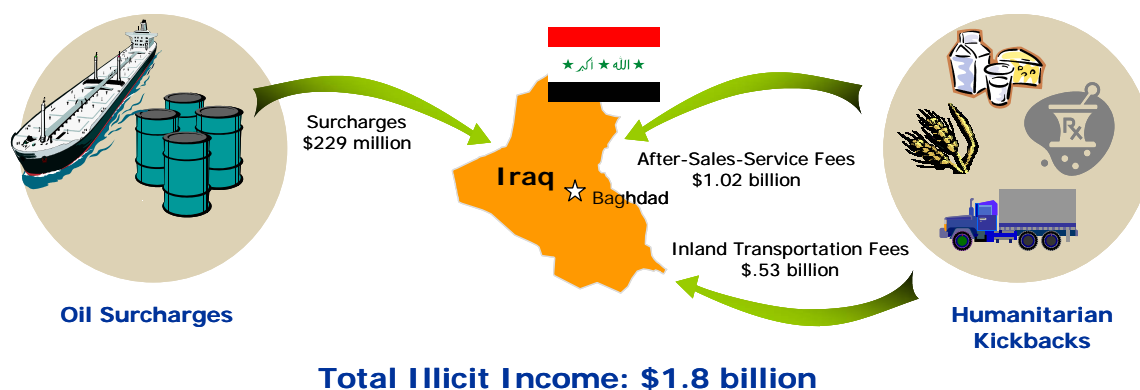 ★ الله ★ أكبر ★
Surcharges
$229 million
After-Sales-Service Fees
$1.02 billion
Iraq
Baghdad
Inland Transportation Fees
$.53 billion
Rx
Oil Surcharges
Humanitarian
Kickbacks
Total Illicit Income: $1.8 billion